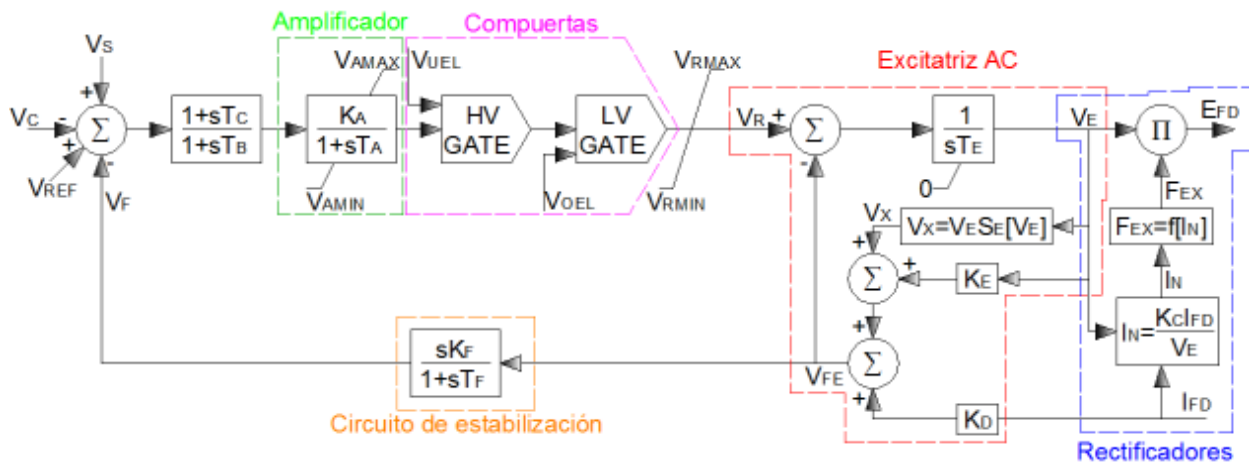 Amplificador
Compuertas
Excitatriz AC
VS
VAMAX
VUEL
VRMAX
VC
+
-
+
-
Σ
1+sTC
1+sTB
KA
1+sTA
HV
GATE
LV
GATE
VR
+
-
Σ
1
sTE
0
VE
Π
EFD
VREF
VF
VAMIN
VOEL
VRMIN
FEX
VX
VX=VESE[VE]
FEX=f[IN]
+
+
Σ
KE
IN
IN=KCIFD
VE
+
+
Σ
VFE
sKF
1+sTF
KD
IFD
Circuito de estabilización
Rectificadores